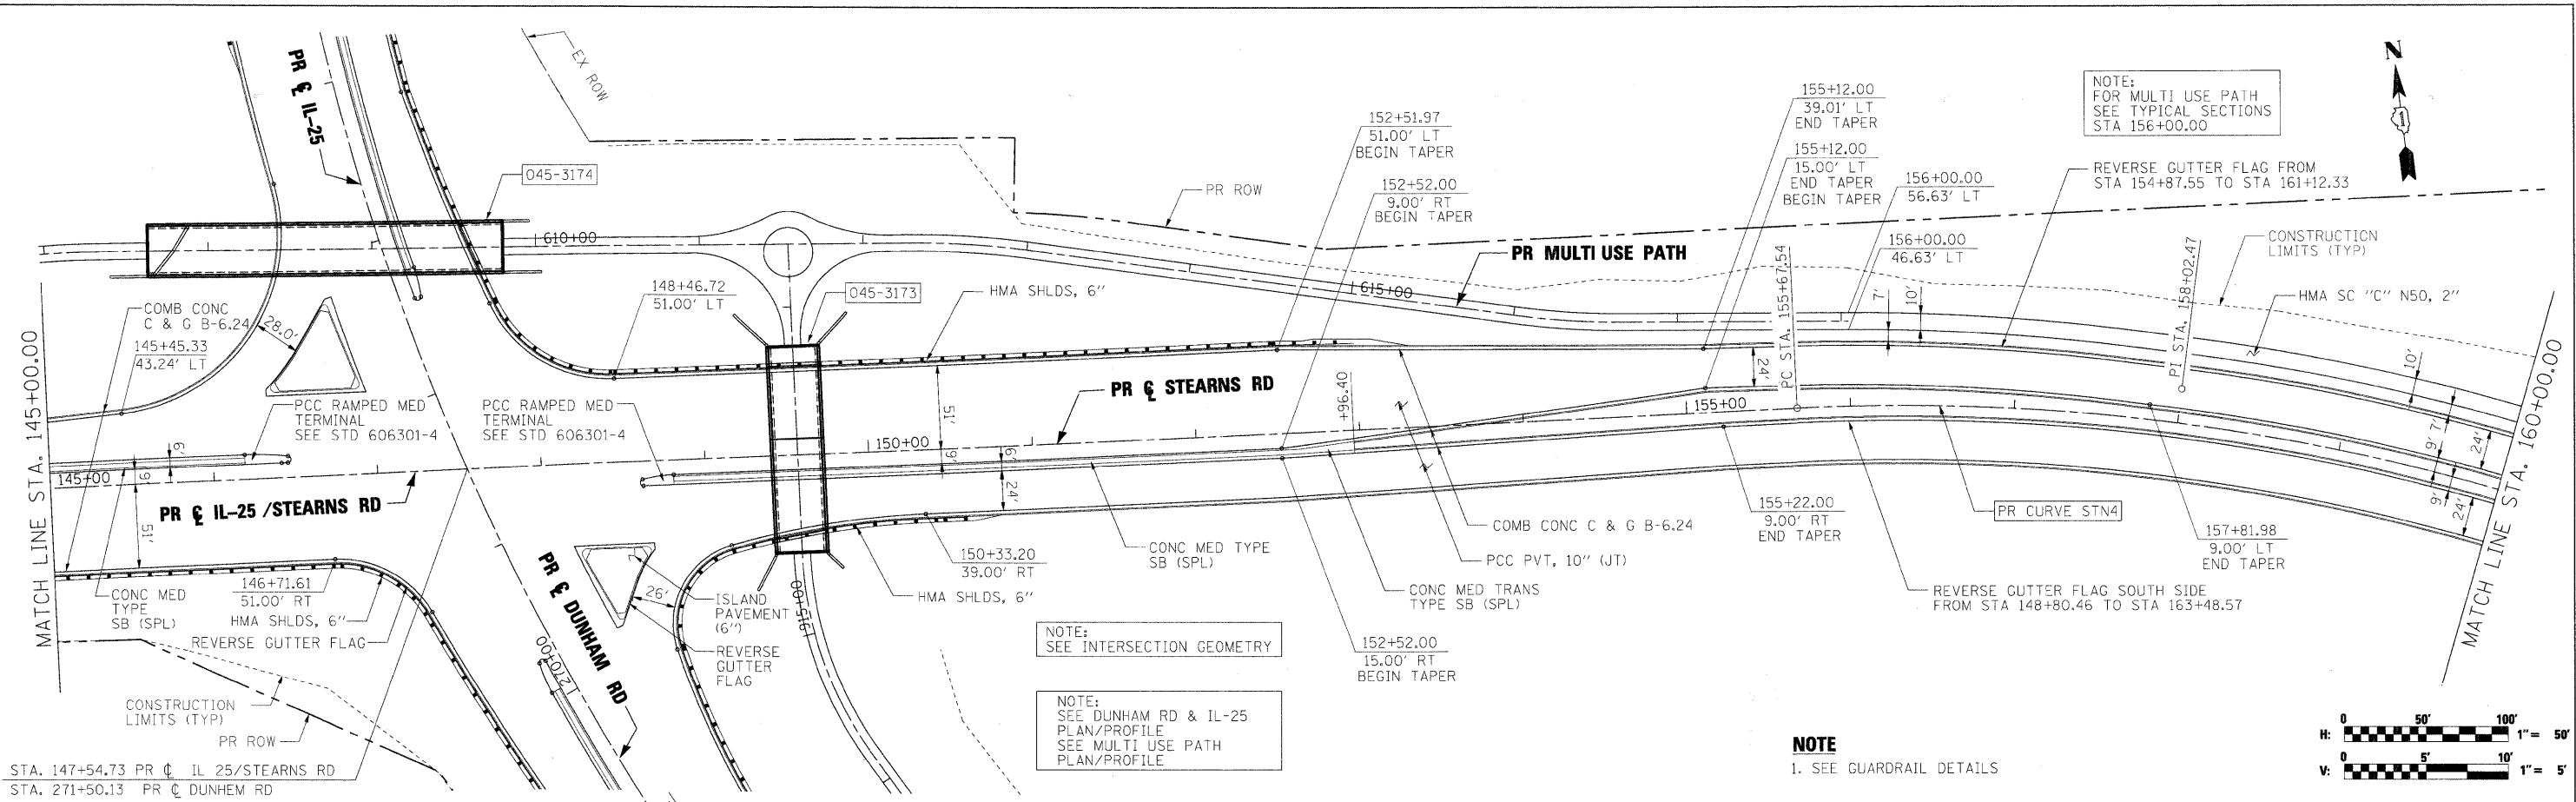 PR ℄ IL-25
EX ROW
045-3174
610+00
COMB CONC
C & G B-6.24
28.0'
145+45.33
43.24' LT
MATCH LINE STA. 145+00.00
PCC RAMPED MED
TERMINAL
SEE STD 606301-4
6'
9'
145+00
PR ℄ IL-25 /STEARNS RD
51'
CONC MED
TYPE
SB (SPL)
146+71.61
51.00' RT
HMA SHLDS, 6"
REVERSE GUTTER FLAG
CONSTRUCTION
LIMITS (TYP)
PR ROW
STA. 147+54.73 PR ℄ IL 25/STEARNS RD
STA. 271+50.13 PR ℄ DUNHEM RD
PCC RAMPED MED
TERMINAL
SEE STD 606301-4
148+46.72
51.00' LT
045-3173
HMA SHLDS, 6"
PR ℄ DUNHAM RD
1270+00
26'
ISLAND
PAVEMENT
(6")
REVERSE
GUTTER
FLAG
1915+00
150+33.20
39.00' RT
HMA SHLDS, 6"
150+00
51'
9'
6'
24'
PR ℄ STEARNS RD
NOTE:
SEE INTERSECTION GEOMETRY
NOTE:
SEE DUNHAM RD & IL-25
PLAN/PROFILE
SEE MULTI USE PATH
PLAN/PROFILE
CONC MED TYPE
SB (SPL)
152+51.97
51.00' LT
BEGIN TAPER
152+52.00
9.00' RT
BEGIN TAPER
PR ROW
615+00
PR MULTI USE PATH
+96.40
COMB CONC C & G B-6.24
PCC PVT, 10" (JT)
CONC MED TRANS
TYPE SB (SPL)
152+52.00
15.00' RT
BEGIN TAPER
155+12.00
39.01' LT
END TAPER
155+12.00
15.00' LT
END TAPER
BEGIN TAPER
156+00.00
56.63' LT
156+00.00
46.63' LT
24'
PC STA. 155+67.54
7'
10'
155+00
155+22.00
9.00' RT
END TAPER
PR CURVE STN4
REVERSE GUTTER FLAG SOUTH SIDE
FROM STA 148+80.46 TO STA 163+48.57
157+81.98
9.00' LT
END TAPER
NOTE:
FOR MULTI USE PATH
SEE TYPICAL SECTIONS
STA 156+00.00
REVERSE GUTTER FLAG FROM
STA 154+87.55 TO STA 161+12.33
PI STA. 158+02.47
CONSTRUCTION
LIMITS (TYP)
HMA SC "C" N50, 2"
10'
7'
9'
24'
9'
24'
MATCH LINE STA. 160+00.00
N
1
NOTE
1. SEE GUARDRAIL DETAILS
0 50' 100'
H: 1"= 50'
0 5' 10'
V: 1"= 5'